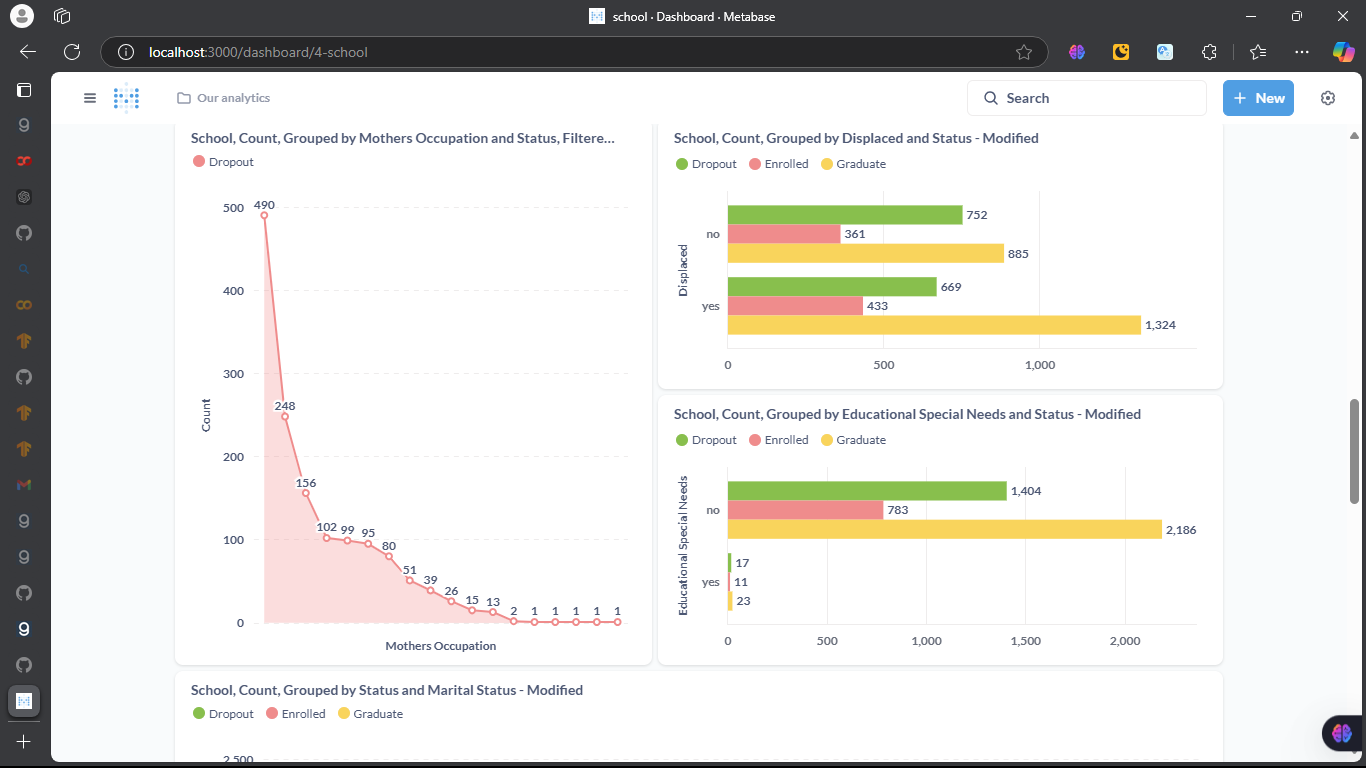 school · Dashboard · Metabase
localhost:3000/dashboard/4-school
Our analytics
Search
+ New
School, Count, Grouped by Mothers Occupation and Status, Filtere...
Dropout
500
400
300
200
100
0
Count
490
248
156
102
99
95
80
51
39
26
15
13
2
1
1
1
1
1
Mothers Occupation
School, Count, Grouped by Displaced and Status - Modified
Dropout Enrolled Graduate
Displaced
no
752
361
885
yes
669
433
1,324
0 500 1,000
School, Count, Grouped by Educational Special Needs and Status - Modified
Dropout Enrolled Graduate
Educational Special Needs
no
1,404
783
2,186
yes
17
11
23
0 500 1,000 1,500 2,000
School, Count, Grouped by Status and Marital Status - Modified
Dropout Enrolled Graduate
2,500